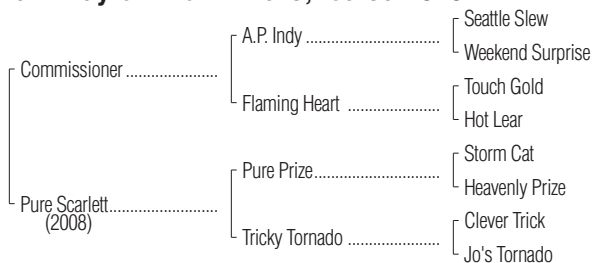 Seattle Slew
A.P. Indy
Weekend Surprise
Commissioner
Touch Gold
Flaming Heart
Hot Lear
Storm Cat
Pure Prize
Heavenly Prize
Pure Scarlett
(2008)
Clever Trick
Tricky Tornado
Jo's Tornado